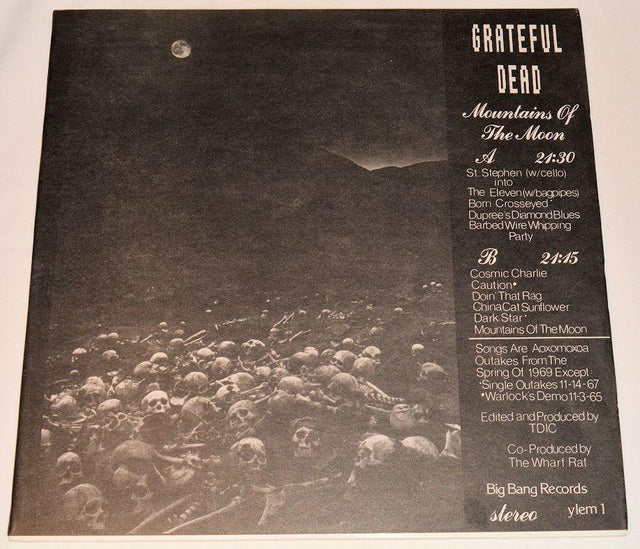 GRATEFUL
DEAD
Mountains Of
The Moon
A 21:30
St. Stephen (w/cello)
into
The Eleven (w/bagpipes)
Born Crosseyed*
Dupree's Diamond Blues
Barbed Wire Whipping
Party
B 21:15
Cosmic Charlie
Caution•
Doin' That Rag
China Cat Sunflower
Dark Star*
Mountains Of The Moon
Songs Are Aoxomoxoa
Outakes From The
Spring Of 1969 Except:
*Single Outakes 11-14-67
•Warlock's Demo 11-3-65
Edited and Produced by
TDIC
Co-Produced by
The Wharf Rat
Big Bang Records
stereo ylem 1